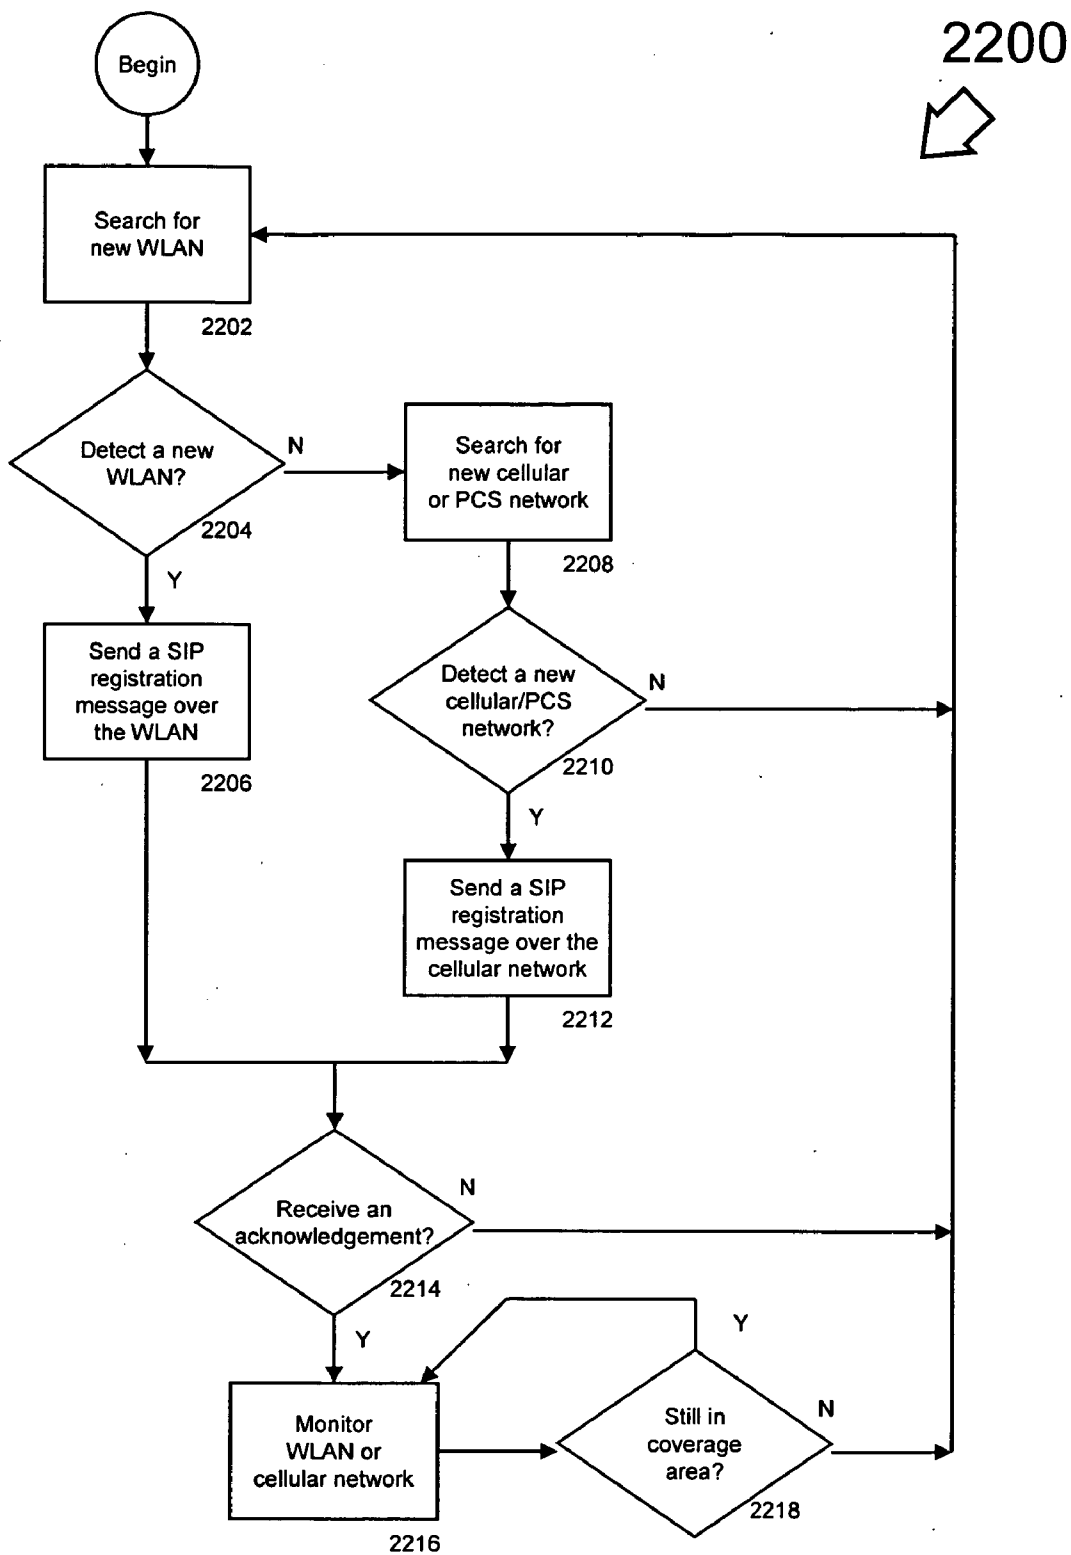 2200
Begin
Search for
new WLAN
2202
Detect a new
WLAN?
2204
N
Y
Search for
new cellular
or PCS network
2208
Send a SIP
registration
message over
the WLAN
2206
Detect a new
cellular/PCS
network?
2210
N
Y
Send a SIP
registration
message over the
cellular network
2212
Receive an
acknowledgement?
2214
N
Y
Monitor
WLAN or
cellular network
2216
Still in
coverage
area?
2218
Y
N